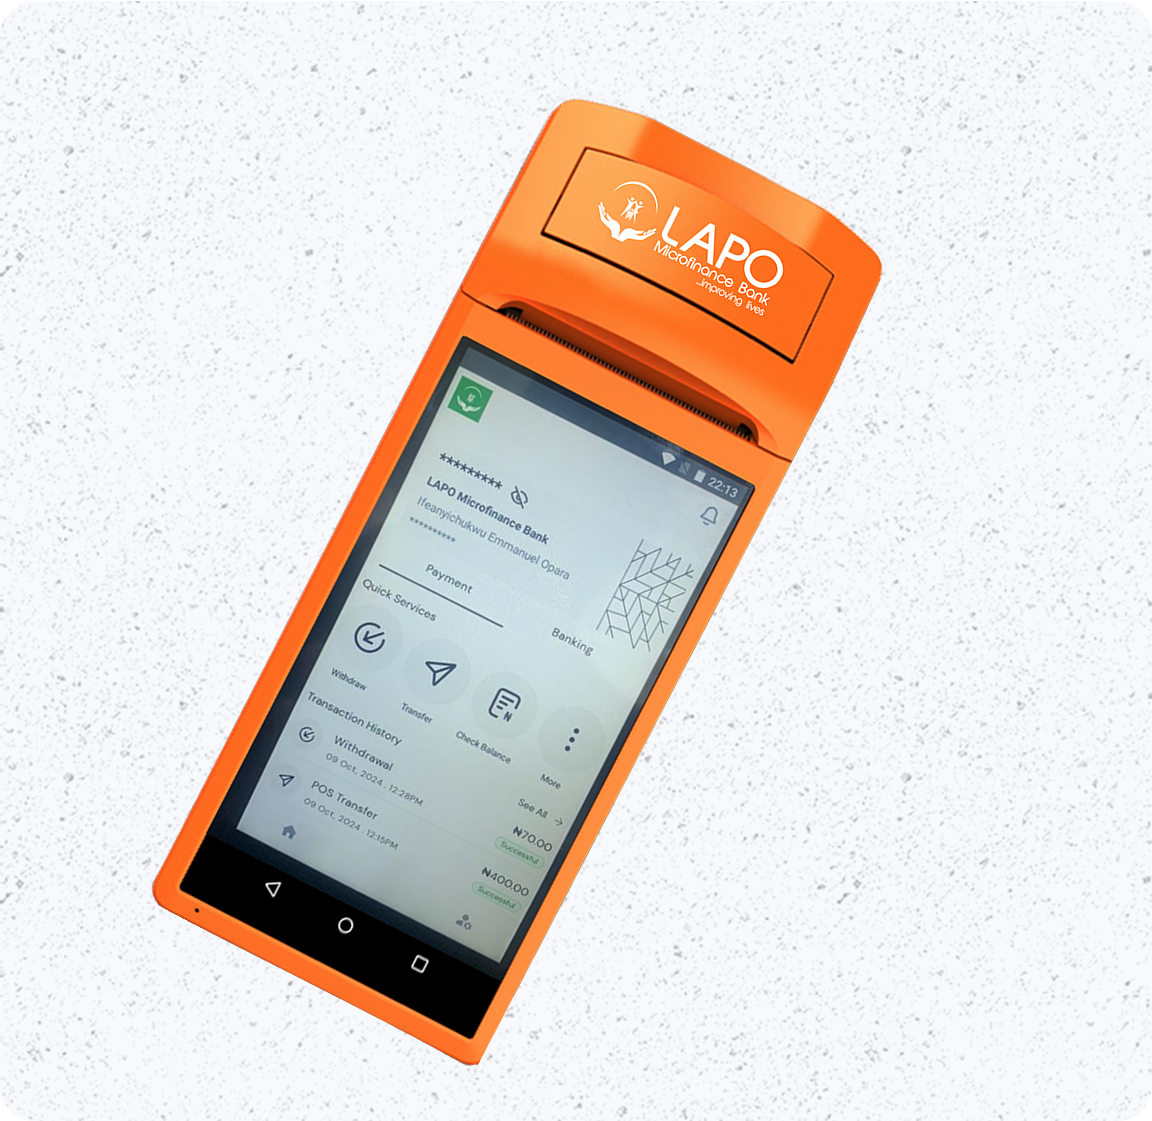 LAPO
Microfinance Bank
...improving lives
22:13
*********
LAPO Microfinance Bank
Ifeanyichukwu Emmanuel Opara
**********
Payment
Banking
Quick Services
Withdraw
Transfer
Check Balance
More
Transaction History
See All →
Withdrawal
₦70.00
09 Oct, 2024 . 12:28PM
Successful
POS Transfer
₦400.00
09 Oct, 2024 . 12:15PM
Successful